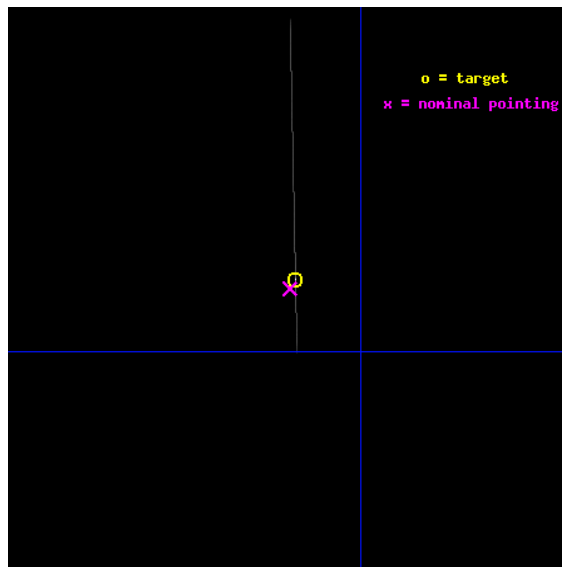 o = target
x = nominal pointing